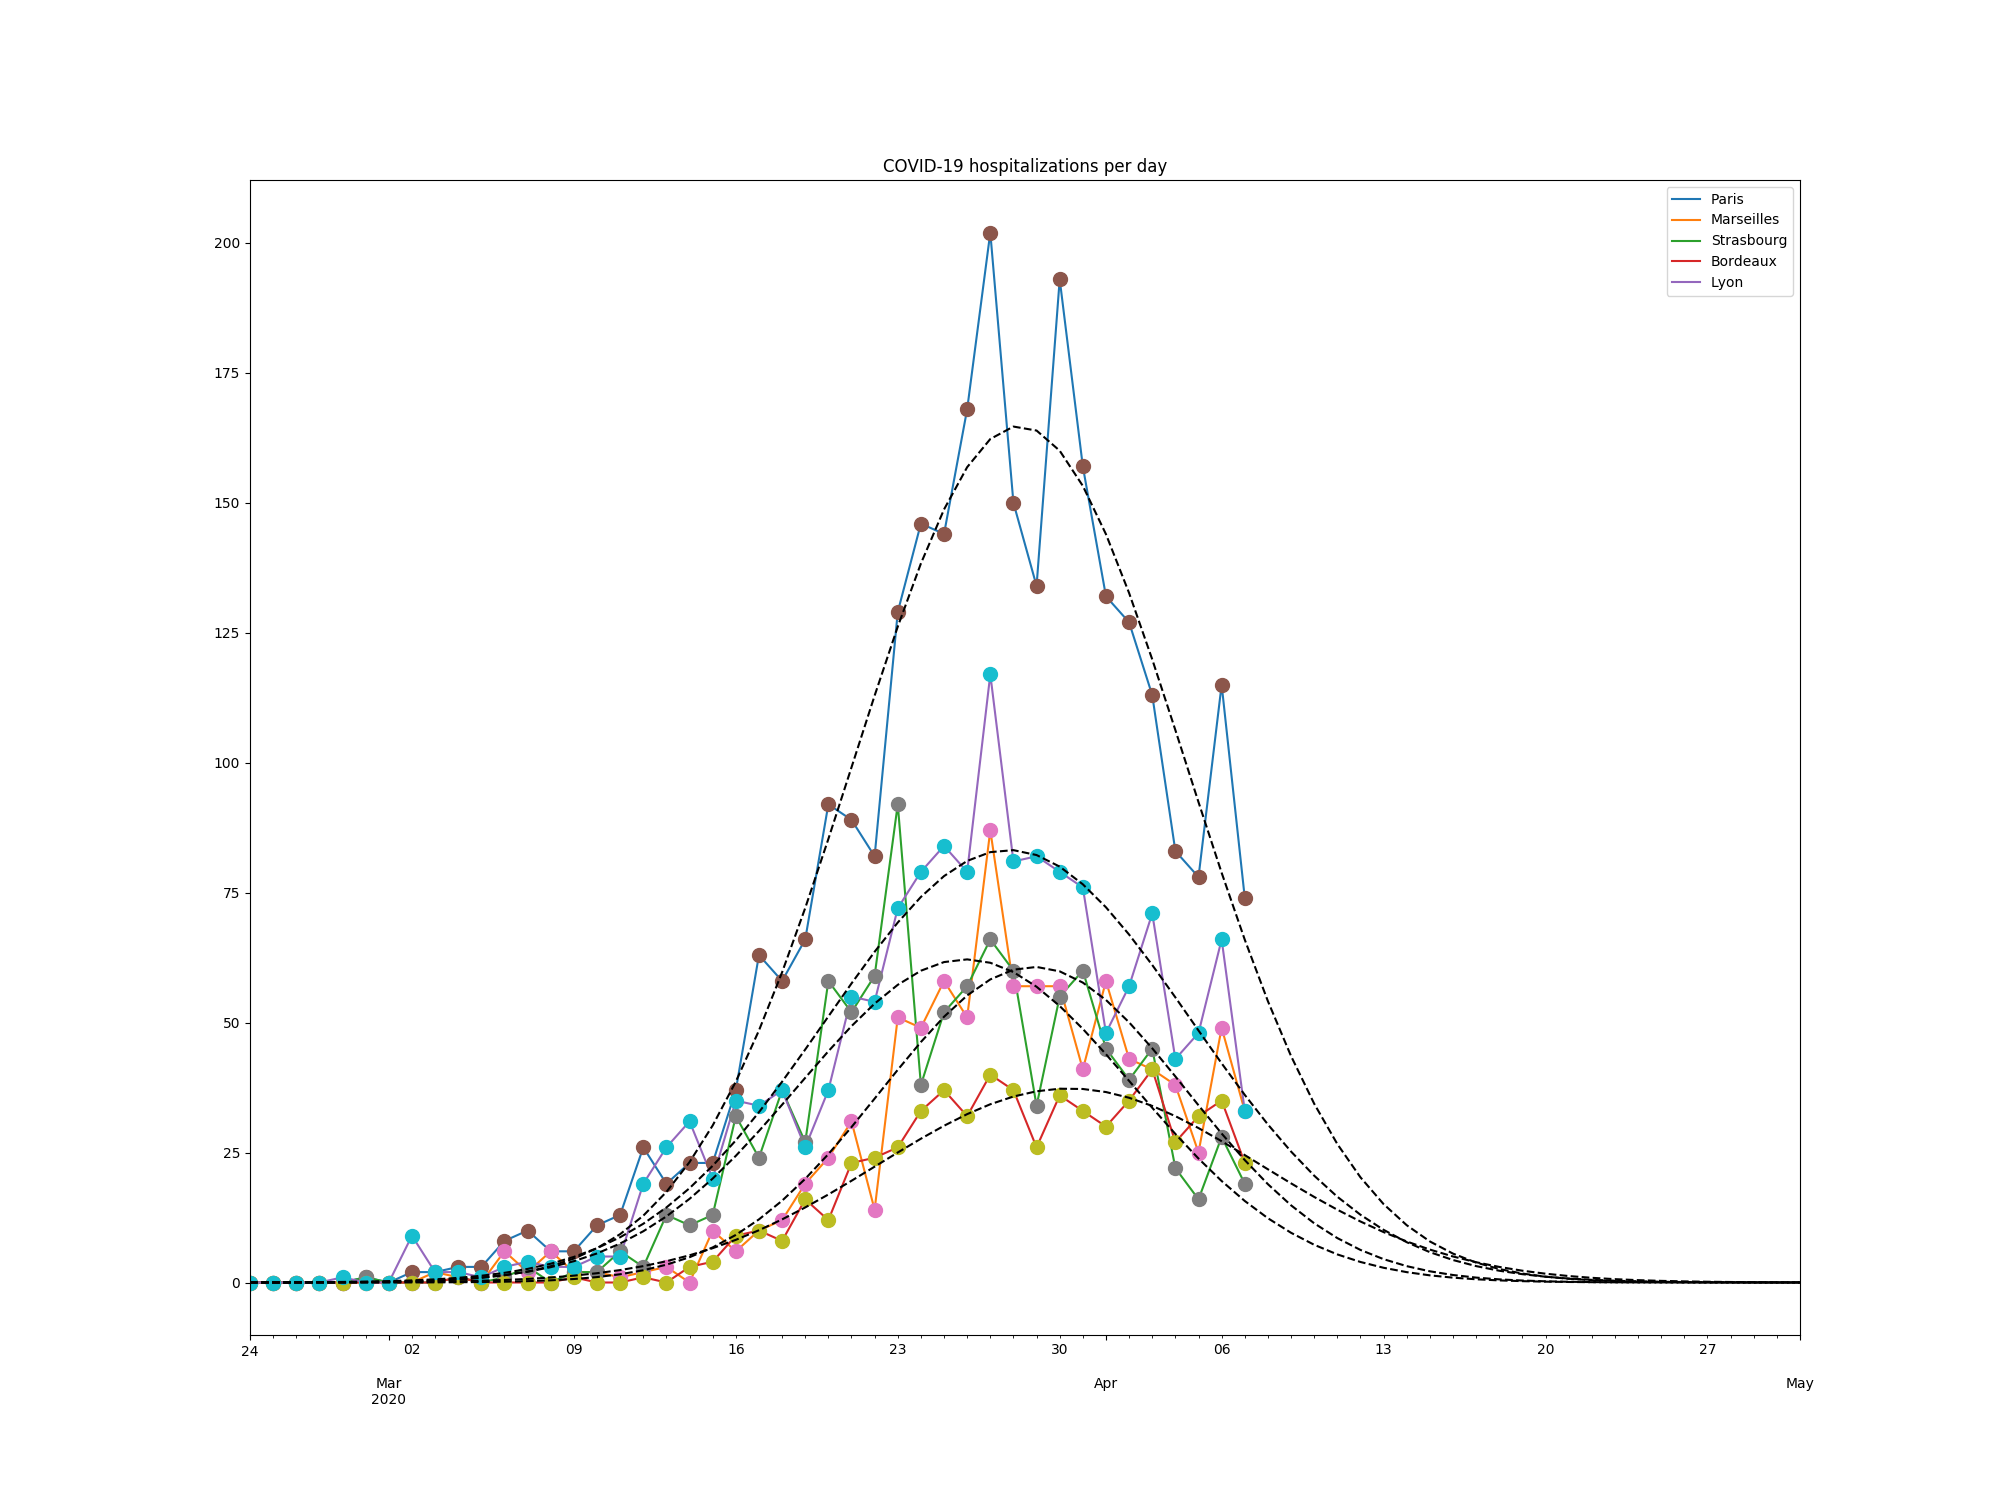 COVID-19 hospitalizations per day
Paris
Marseilles
Strasbourg
Bordeaux
Lyon
200
175
150
125
100
75
50
25
0
24 02 09 16 23 30 06 13 20 27
Mar Apr May
2020